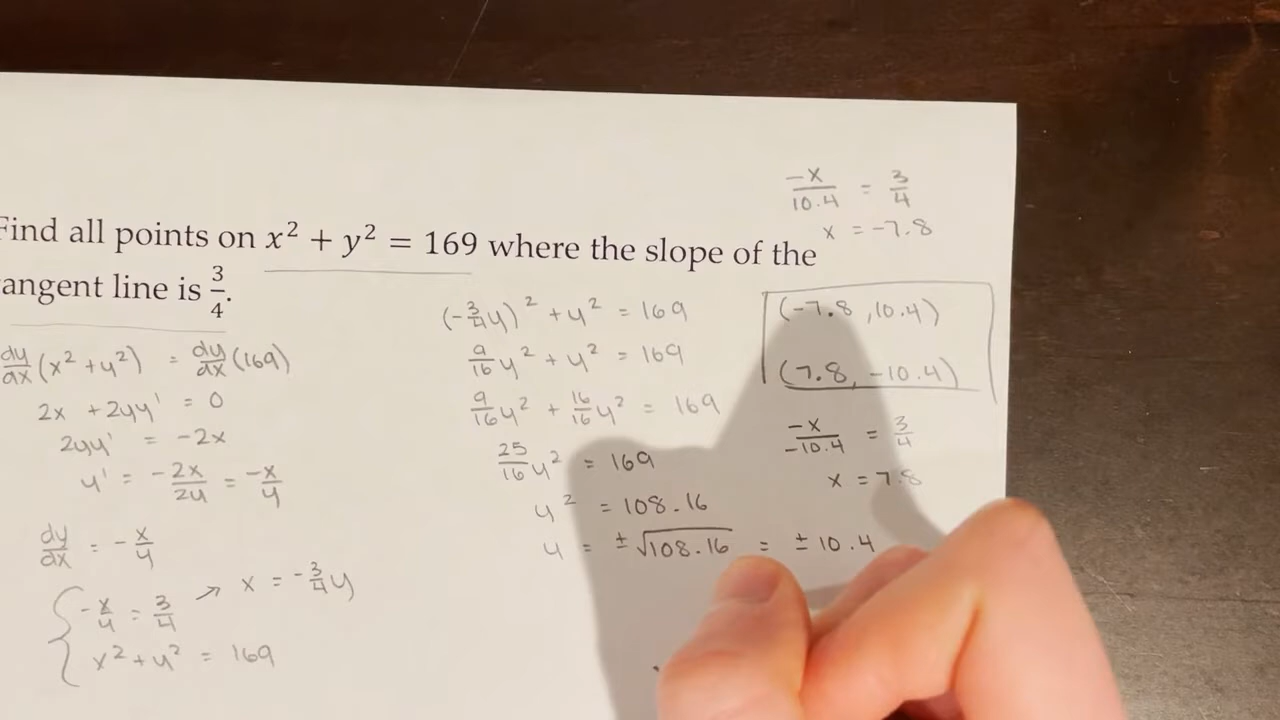 Find all points on x² + y² = 169 where the slope of the
tangent line is 3/4.
dy/dx (x² + y²) = dy/dx (169)
2x + 2yy' = 0
2yy' = -2x
y' = -2x/2y = -x/y
dy/dx = -x/y
-x/y = 3/4 → x = -3/4 y
x² + y² = 169
(-3/4 y)² + y² = 169
9/16 y² + y² = 169
9/16 y² + 16/16 y² = 169
25/16 y² = 169
y² = 108.16
y = ±√108.16 = ±10.4
-x/10.4 = 3/4
x = -7.8
(-7.8, 10.4)
(7.8, -10.4)
-x/-10.4 = 3/4
x = 7.8